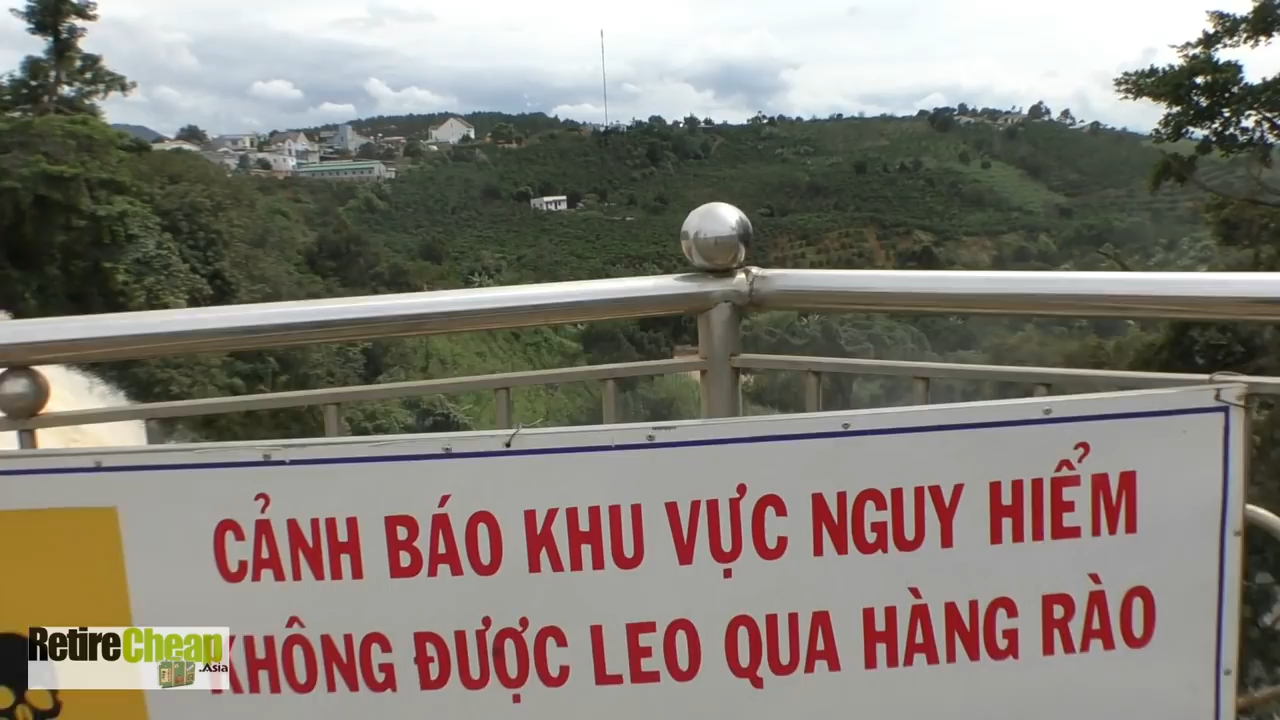 CẢNH BÁO KHU VỰC NGUY HIỂM
KHÔNG ĐƯỢC LEO QUA HÀNG RÀO
RetireCheap
.Asia